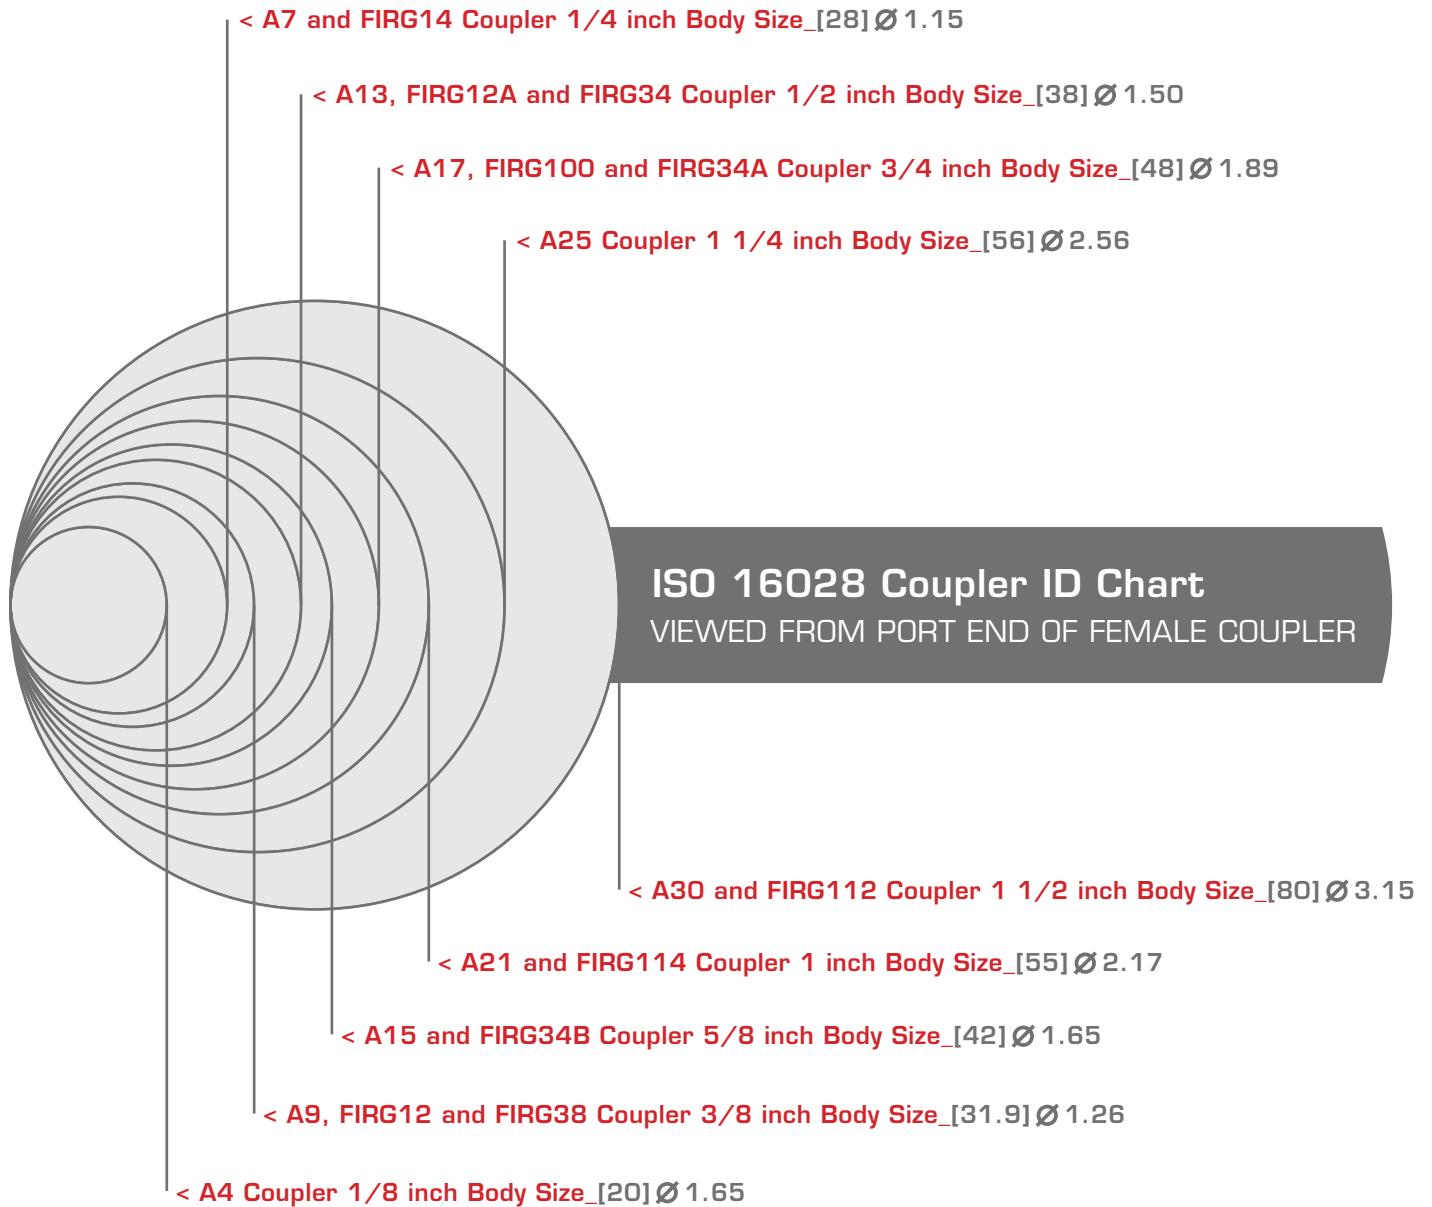 < A7 and FIRG14 Coupler 1/4 inch Body Size_[28]Ø 1.15
< A13, FIRG12A and FIRG34 Coupler 1/2 inch Body Size_[38]Ø 1.50
< A17, FIRG100 and FIRG34A Coupler 3/4 inch Body Size_[48]Ø 1.89
< A25 Coupler 1 1/4 inch Body Size_[56]Ø 2.56
ISO 16028 Coupler ID Chart
VIEWED FROM PORT END OF FEMALE COUPLER
< A30 and FIRG112 Coupler 1 1/2 inch Body Size_[80]Ø 3.15
< A21 and FIRG114 Coupler 1 inch Body Size_[55]Ø 2.17
< A15 and FIRG34B Coupler 5/8 inch Body Size_[42]Ø 1.65
< A9, FIRG12 and FIRG38 Coupler 3/8 inch Body Size_[31.9]Ø 1.26
< A4 Coupler 1/8 inch Body Size_[20]Ø 1.65